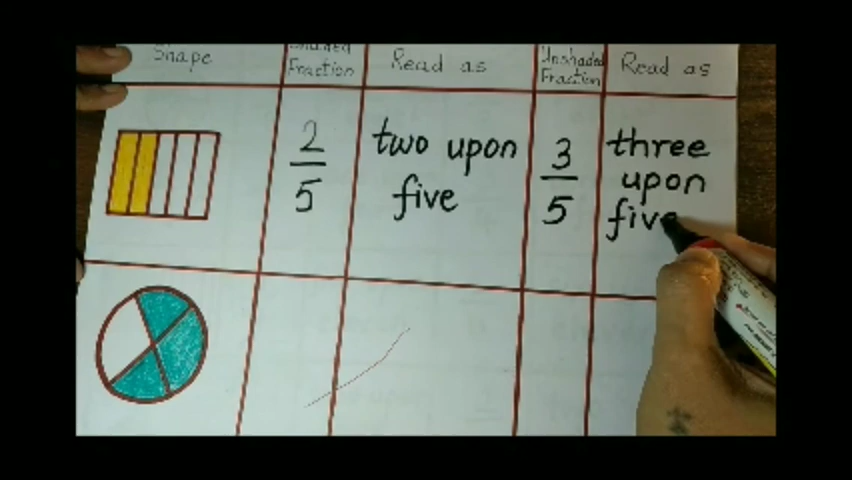 Shape Shaded Fraction Read as Unshaded Fraction Read as
2/5 two upon five 3/5 three upon five